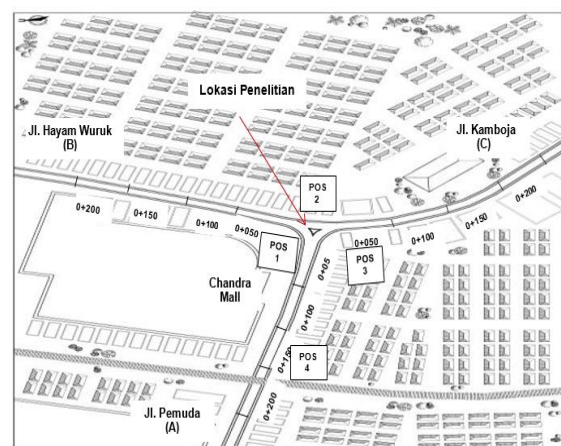 Lokasi Penelitian
Jl. Hayam Wuruk
(B)
Jl. Kamboja
(C)
POS
2
0+200
0+150
0+100
0+050
POS
1
0+050
0+100
0+150
0+200
POS
3
Chandra
Mall
0+05
0+100
0+150
POS
4
0+200
Jl. Pemuda
(A)